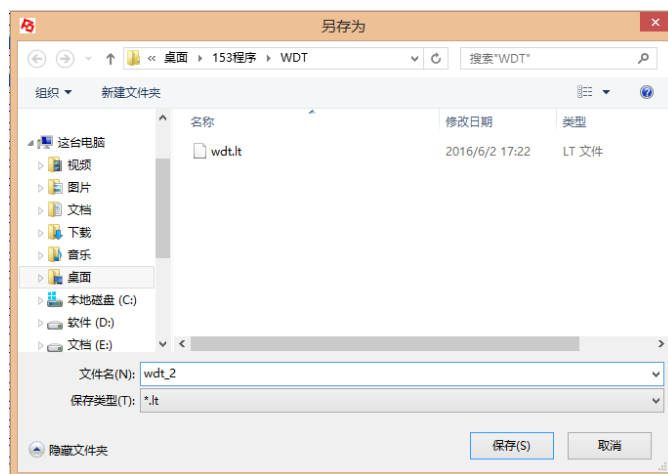 另存为
« 桌面 › 153程序 › WDT
搜索"WDT"
组织
新建文件夹
名称 修改日期 类型
wdt.lt 2016/6/2 17:22 LT 文件
这台电脑
视频
图片
文档
下载
音乐
桌面
本地磁盘 (C:)
软件 (D:)
文档 (E:)
文件名(N): wdt_2
保存类型(T): *.lt
隐藏文件夹
保存(S) 取消